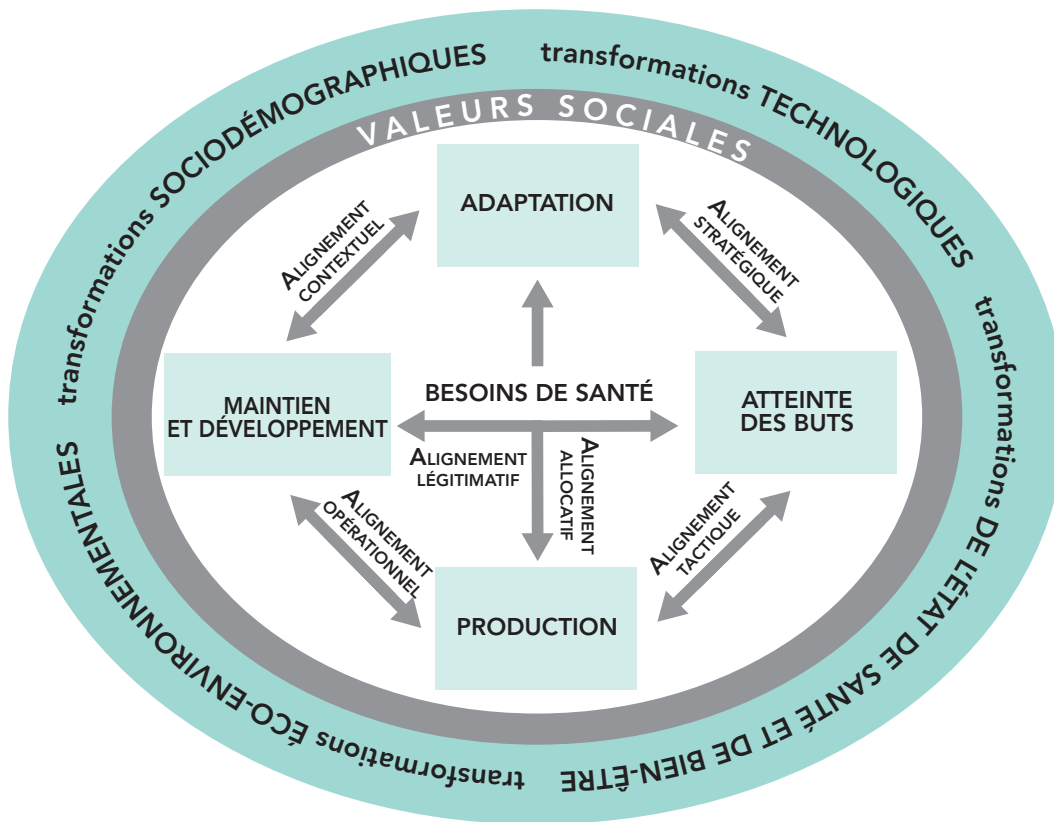 transformations SOCIODÉMOGRAPHIQUES
transformations TECHNOLOGIQUES
VALEURS SOCIALES
ADAPTATION
ALIGNEMENT
CONTEXTUEL
ALIGNEMENT
STRATÉGIQUE
BESOINS DE SANTÉ
MAINTIEN
ET DÉVELOPPEMENT
ATTEINTE
DES BUTS
ALIGNEMENT
LÉGITIMATIF
ALIGNEMENT
ALLOCATIF
ALIGNEMENT
OPÉRATIONNEL
ALIGNEMENT
TACTIQUE
PRODUCTION
transformations ÉCO-ENVIRONNEMENTALES
transformations DE L'ÉTAT DE SANTÉ ET DE BIEN-ÊTRE